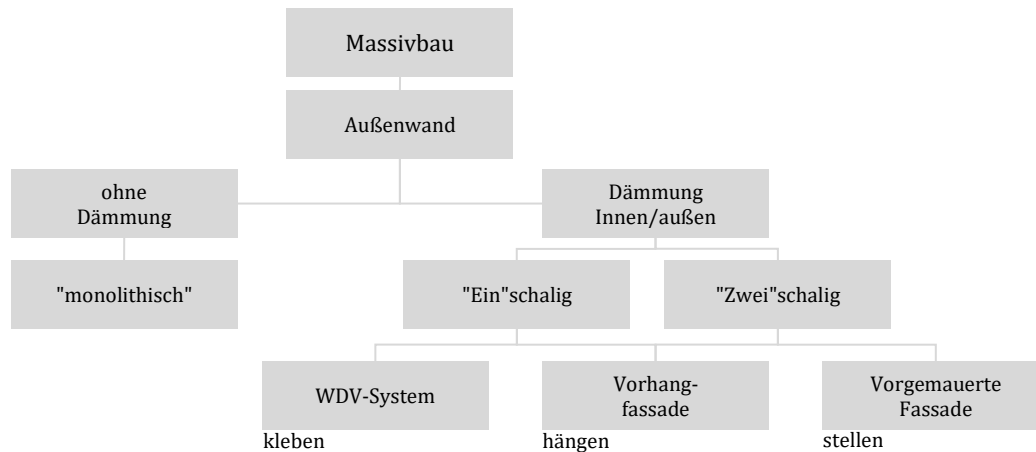 Massivbau
Außenwand
ohne
Dämmung
Dämmung
Innen/außen
"monolithisch"
"Ein"schalig
"Zwei"schalig
WDV-System
Vorhang-
fassade
Vorgemauerte
Fassade
kleben
hängen
stellen